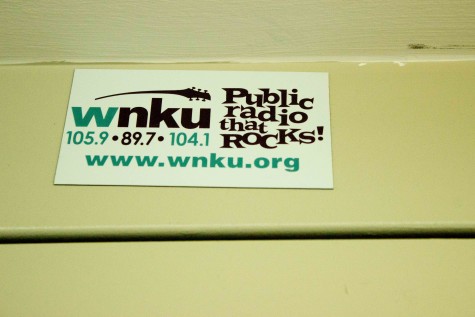 wnku
105.9 • 89.7 • 104.1
Public
radio
that
ROCKS!
www.wnku.org